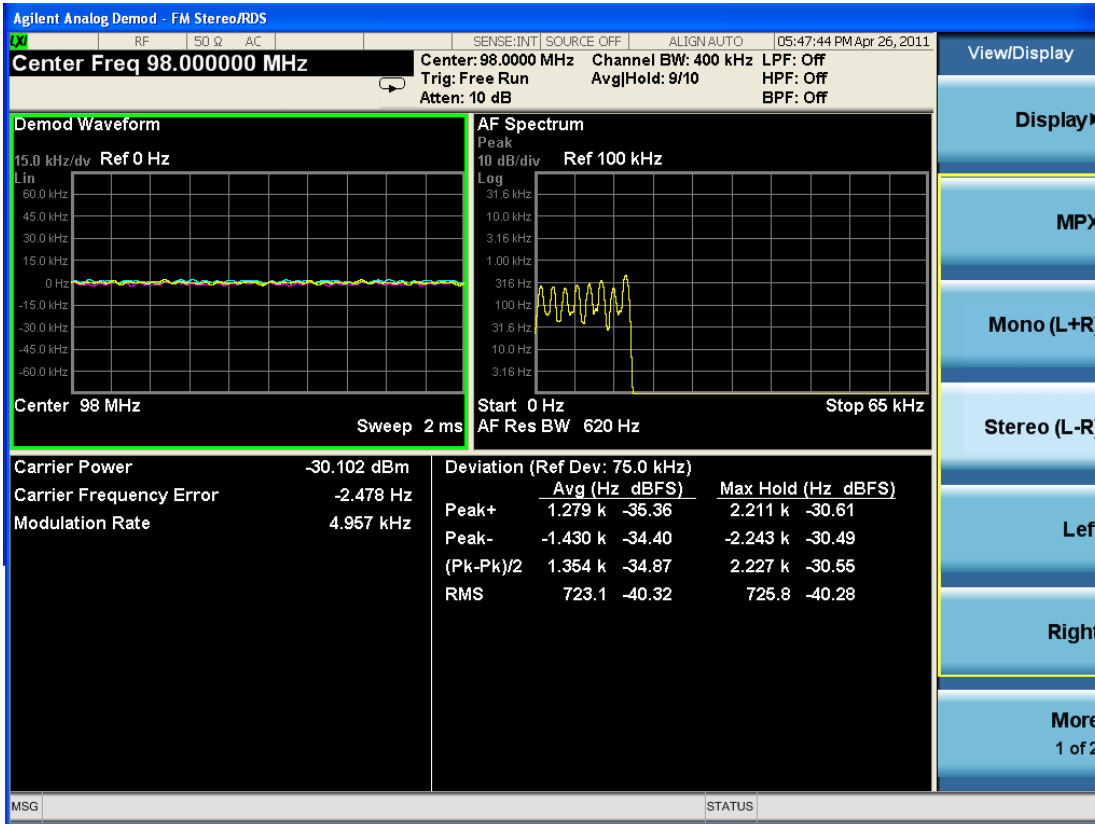 Agilent Analog Demod - FM Stereo/RDS
LXI RF 50 Ω AC SENSE:INT SOURCE OFF ALIGN AUTO 05:47:44 PM Apr 26, 2011
Center Freq 98.000000 MHz
Center: 98.0000 MHz Channel BW: 400 kHz LPF: Off
Trig: Free Run Avg|Hold: 9/10 HPF: Off
Atten: 10 dB BPF: Off
Demod Waveform
15.0 kHz/dv Ref 0 Hz
Lin
60.0 kHz
45.0 kHz
30.0 kHz
15.0 kHz
0 Hz
-15.0 kHz
-30.0 kHz
-45.0 kHz
-60.0 kHz
Center 98 MHz
Sweep 2 ms
AF Spectrum
Peak
10 dB/div Ref 100 kHz
Log
31.6 kHz
10.0 kHz
3.16 kHz
1.00 kHz
316 Hz
100 Hz
31.6 Hz
10.0 Hz
3.16 Hz
Start 0 Hz Stop 65 kHz
AF Res BW 620 Hz
Carrier Power -30.102 dBm
Carrier Frequency Error -2.478 Hz
Modulation Rate 4.957 kHz
Deviation (Ref Dev: 75.0 kHz)
Avg (Hz dBFS) Max Hold (Hz dBFS)
Peak+ 1.279 k -35.36 2.211 k -30.61
Peak- -1.430 k -34.40 -2.243 k -30.49
(Pk-Pk)/2 1.354 k -34.87 2.227 k -30.55
RMS 723.1 -40.32 725.8 -40.28
View/Display
Display
MPX
Mono (L+R)
Stereo (L-R)
Left
Right
More
1 of 2
MSG STATUS